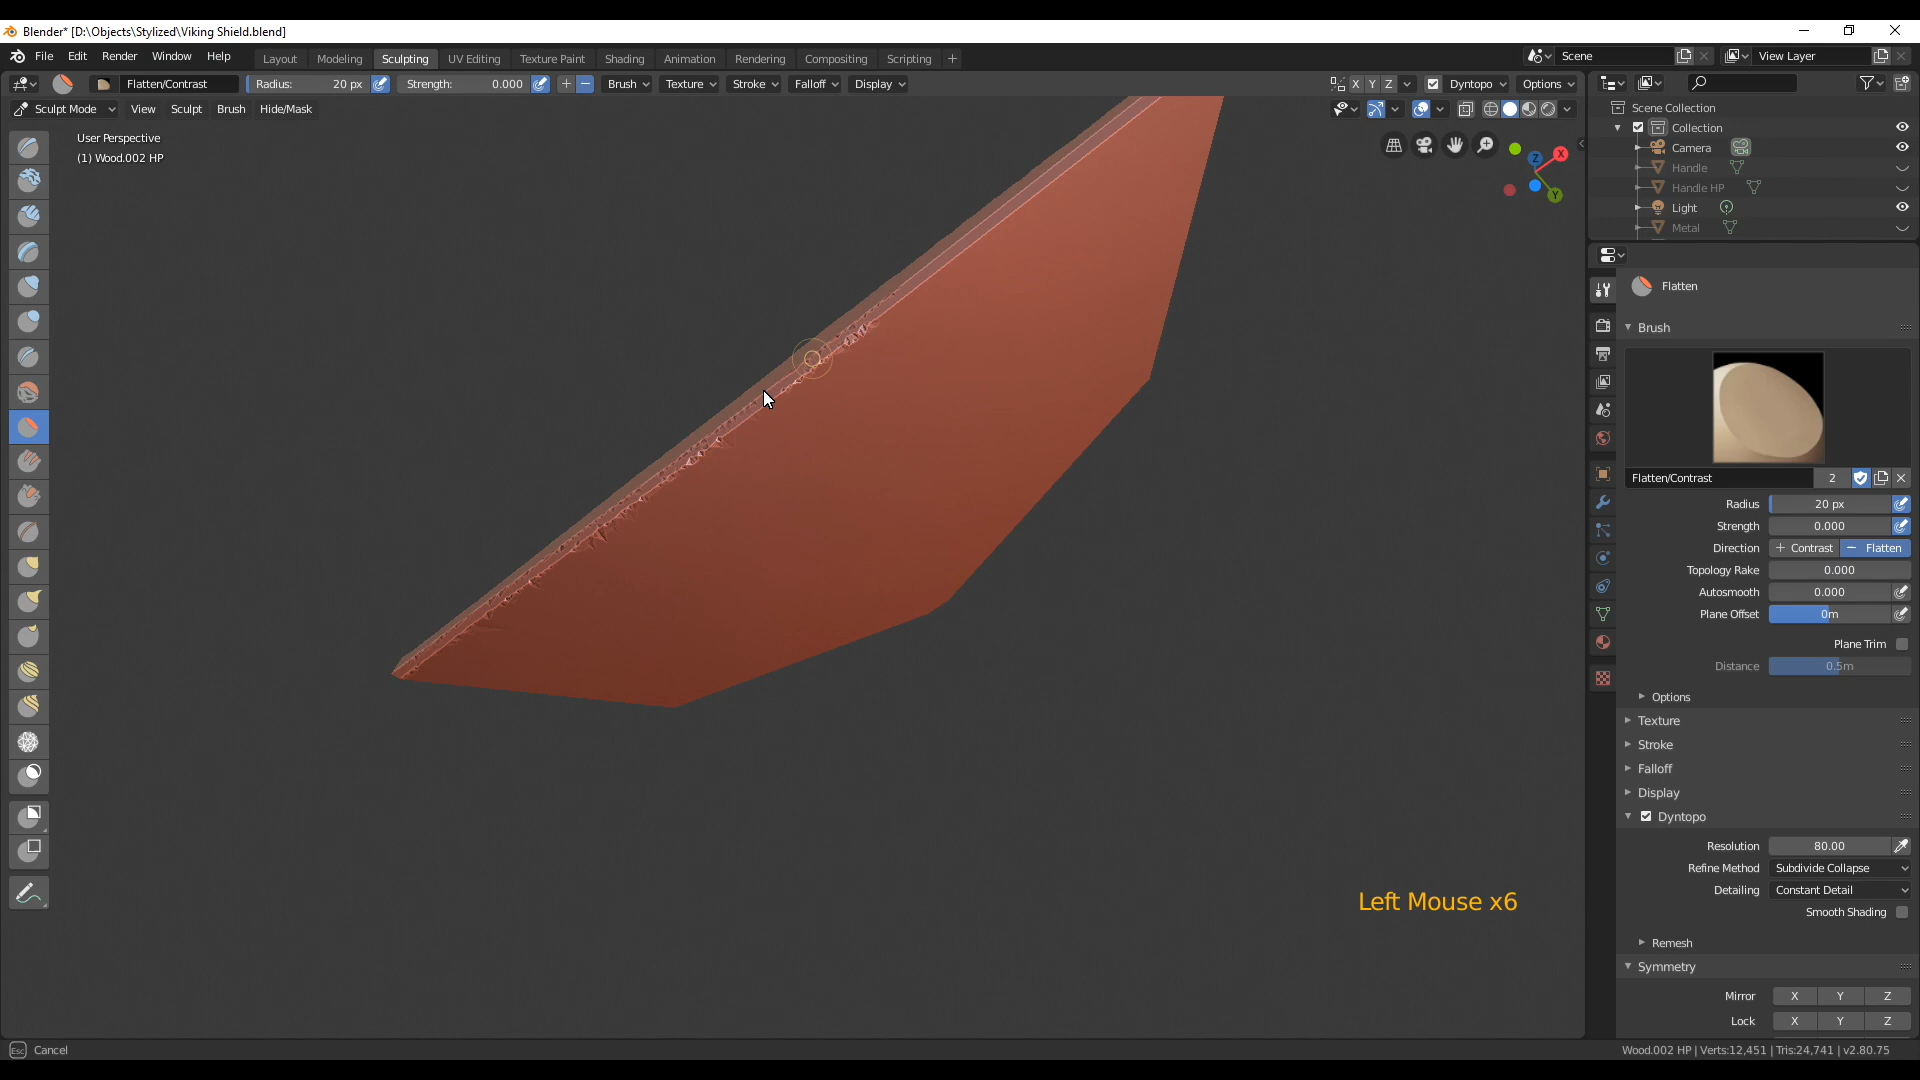 Blender* [D:\Objects\Stylized\Viking Shield.blend]
File Edit Render Window Help Layout Modeling Sculpting UV Editing Texture Paint Shading Animation Rendering Compositing Scripting + Scene View Layer
Flatten/Contrast Radius: 20 px Strength: 0.000 + − Brush Texture Stroke Falloff Display X Y Z Dyntopo Options
Sculpt Mode View Sculpt Brush Hide/Mask
User Perspective
(1) Wood.002 HP
Z X Y
Scene Collection
Collection
Camera
Handle
Handle HP
Light
Metal
Flatten
Brush
Flatten/Contrast 2
Radius 20 px
Strength 0.000
Direction + Contrast − Flatten
Topology Rake 0.000
Autosmooth 0.000
Plane Offset 0m
Plane Trim
Distance 0.5m
Options
Texture
Stroke
Falloff
Display
Dyntopo
Resolution 80.00
Refine Method Subdivide Collapse
Detailing Constant Detail
Smooth Shading
Remesh
Symmetry
Mirror X Y Z
Lock X Y Z
Left Mouse x6
Esc Cancel
Wood.002 HP | Verts:12,451 | Tris:24,741 | v2.80.75